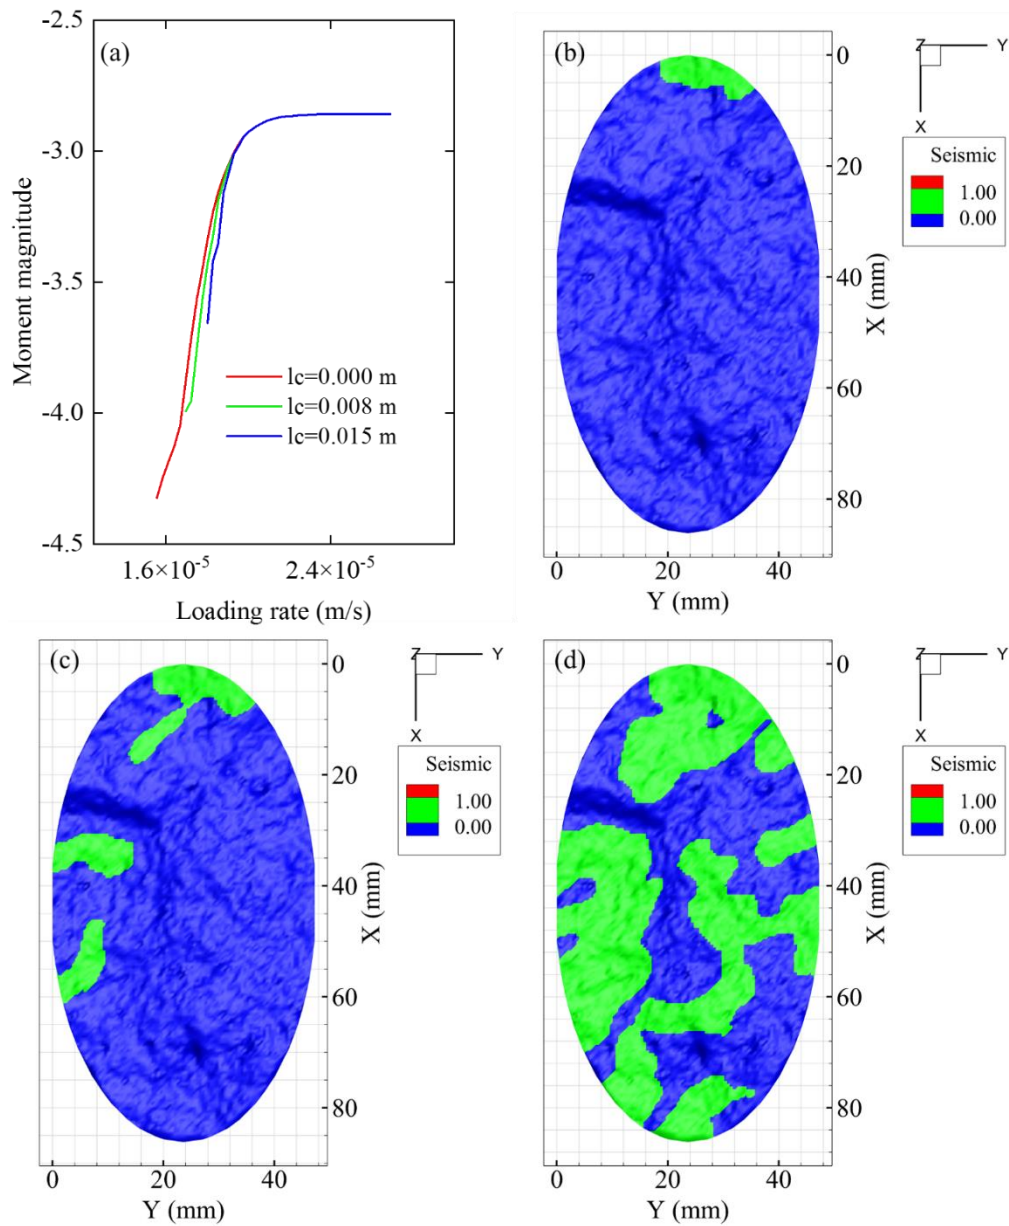 (a)
-2.5
-3.0
-3.5
-4.0
-4.5
Moment magnitude
lc=0.000 m
lc=0.008 m
lc=0.015 m
1.6×10-5
2.4×10-5
Loading rate (m/s)
(b)
0
20
40
60
80
X (mm)
0
20
40
Y (mm)
Z
Y
X
Seismic
1.00
0.00
(c)
0
20
40
60
80
X (mm)
0
20
40
Y (mm)
Z
Y
X
Seismic
1.00
0.00
(d)
0
20
40
60
80
X (mm)
0
20
40
Y (mm)
Z
Y
X
Seismic
1.00
0.00